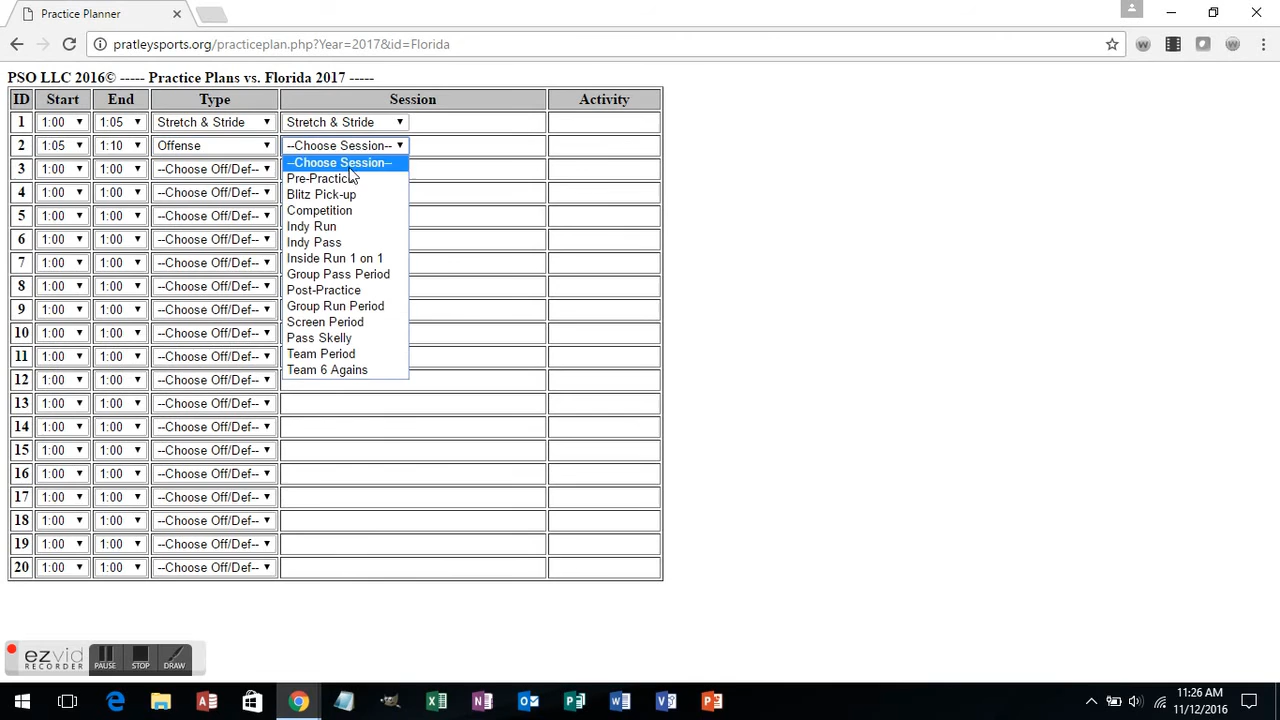 Practice Planner
pratleysports.org/practiceplan.php?Year=2017&id=Florida
PSO LLC 2016© ----- Practice Plans vs. Florida 2017 -----
ID Start End Type Session Activity
1 1:00 1:05 Stretch & Stride Stretch & Stride
2 1:05 1:10 Offense --Choose Session--
--Choose Session--
Pre-Practice
Blitz Pick-up
Competition
Indy Run
Indy Pass
Inside Run 1 on 1
Group Pass Period
Post-Practice
Group Run Period
Screen Period
Pass Skelly
Team Period
Team 6 Agains
3 1:00 1:00 --Choose Off/Def--
4 1:00 1:00 --Choose Off/Def--
5 1:00 1:00 --Choose Off/Def--
6 1:00 1:00 --Choose Off/Def--
7 1:00 1:00 --Choose Off/Def--
8 1:00 1:00 --Choose Off/Def--
9 1:00 1:00 --Choose Off/Def--
10 1:00 1:00 --Choose Off/Def--
11 1:00 1:00 --Choose Off/Def--
12 1:00 1:00 --Choose Off/Def--
13 1:00 1:00 --Choose Off/Def--
14 1:00 1:00 --Choose Off/Def--
15 1:00 1:00 --Choose Off/Def--
16 1:00 1:00 --Choose Off/Def--
17 1:00 1:00 --Choose Off/Def--
18 1:00 1:00 --Choose Off/Def--
19 1:00 1:00 --Choose Off/Def--
20 1:00 1:00 --Choose Off/Def--
ezvid
RECORDER
PAUSE STOP DRAW
11:26 AM
11/12/2016